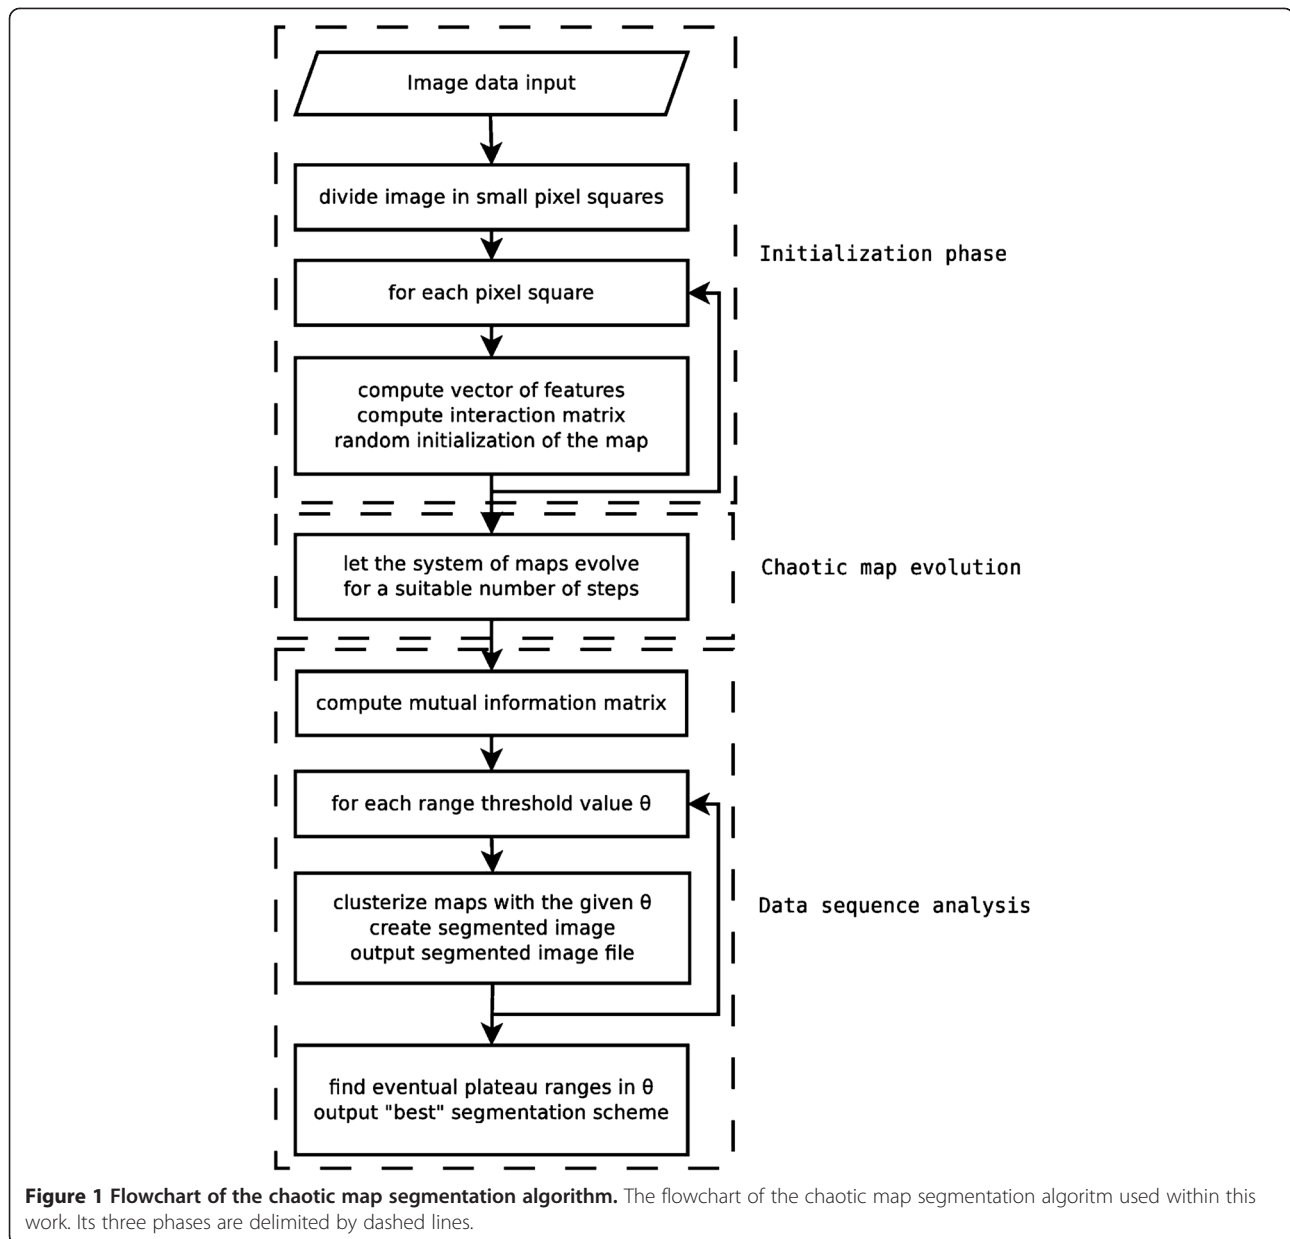 Image data input
divide image in small pixel squares
for each pixel square
compute vector of features
compute interaction matrix
random initialization of the map
Initialization phase
let the system of maps evolve
for a suitable number of steps
Chaotic map evolution
compute mutual information matrix
for each range threshold value θ
clusterize maps with the given θ
create segmented image
output segmented image file
Data sequence analysis
find eventual plateau ranges in θ
output "best" segmentation scheme
Figure 1 Flowchart of the chaotic map segmentation algorithm. The flowchart of the chaotic map segmentation algoritm used within this
work. Its three phases are delimited by dashed lines.